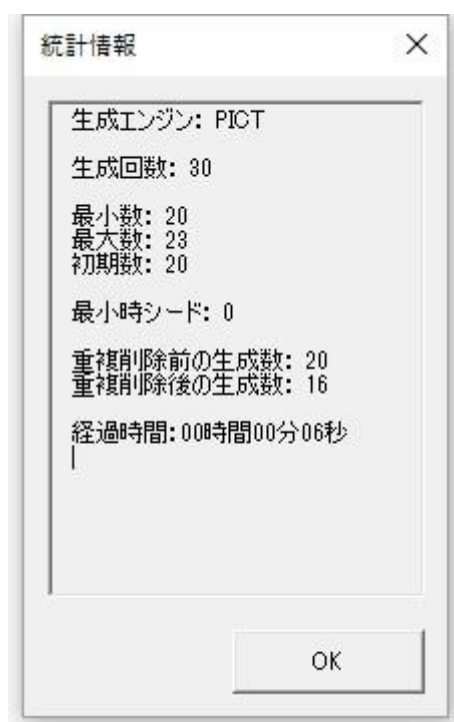 統計情報
生成エンジン: PICT
生成回数: 30
最小数: 20
最大数: 23
初期数: 20
最小時シード: 0
重複削除前の生成数: 20
重複削除後の生成数: 16
経過時間:00時間00分06秒
OK